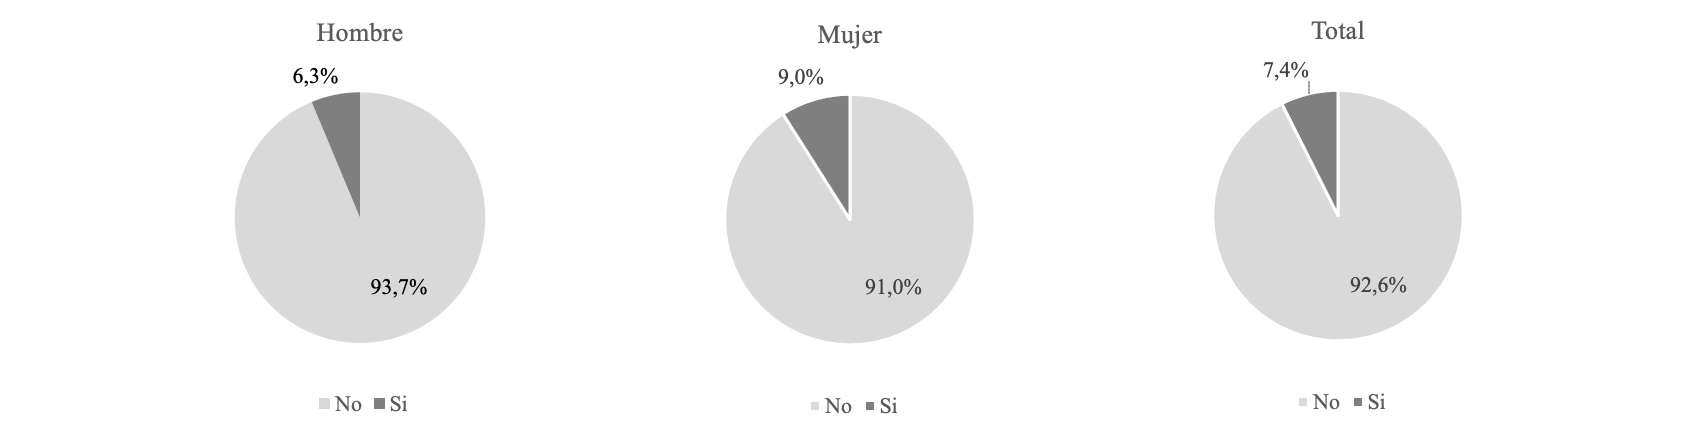 Hombre
6,3%
93,7%
No Si
Mujer
9,0%
91,0%
No Si
Total
7,4%
92,6%
No Si